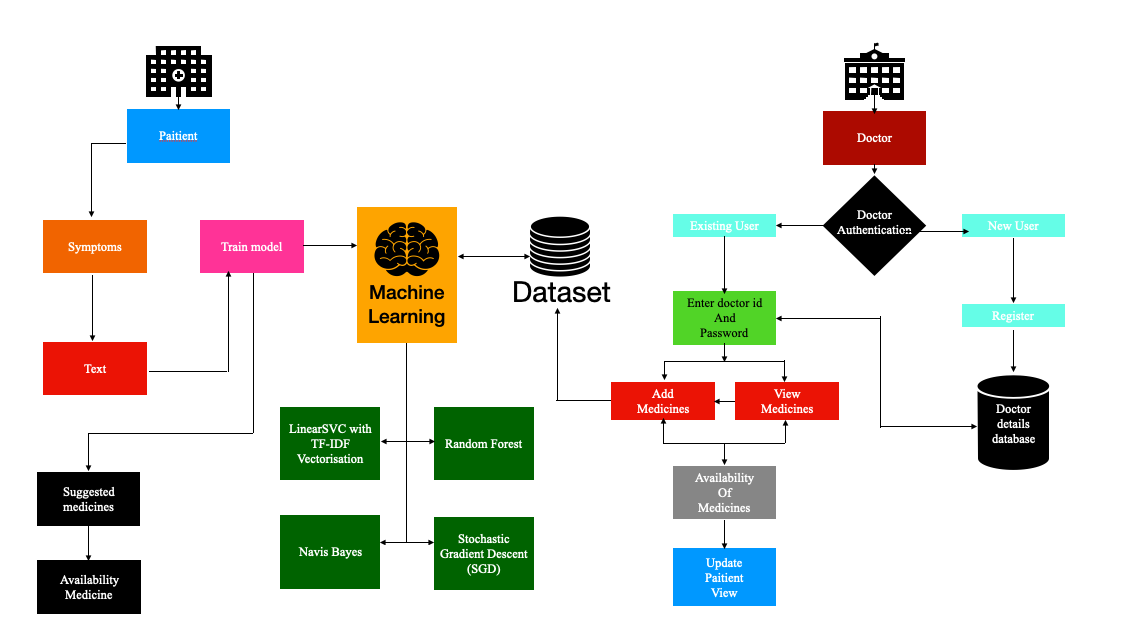 Paitient
Symptoms
Text
Train model
Suggested
medicines
Availability
Medicine
Machine
Learning
LinearSVC with
TF-IDF
Vectorisation
Random Forest
Navis Bayes
Stochastic
Gradient Descent
(SGD)
Dataset
Doctor
Doctor
Authentication
Existing User
New User
Enter doctor id
And
Password
Register
Add
Medicines
View
Medicines
Doctor
details
database
Availability
Of
Medicines
Update
Paitient
View